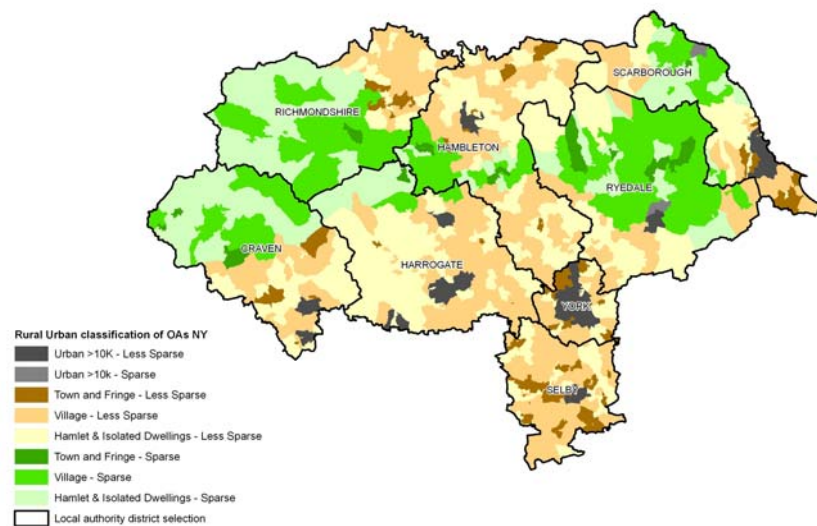 SCARBOROUGH
RICHMONDSHIRE
HAMBLETON
RYEDALE
CRAVEN
HARROGATE
YORK
SELBY
Rural Urban classification of OAs NY
Urban >10K - Less Sparse
Urban >10k - Sparse
Town and Fringe - Less Sparse
Village - Less Sparse
Hamlet & Isolated Dwellings - Less Sparse
Town and Fringe - Sparse
Village - Sparse
Hamlet & Isolated Dwellings - Sparse
Local authority district selection